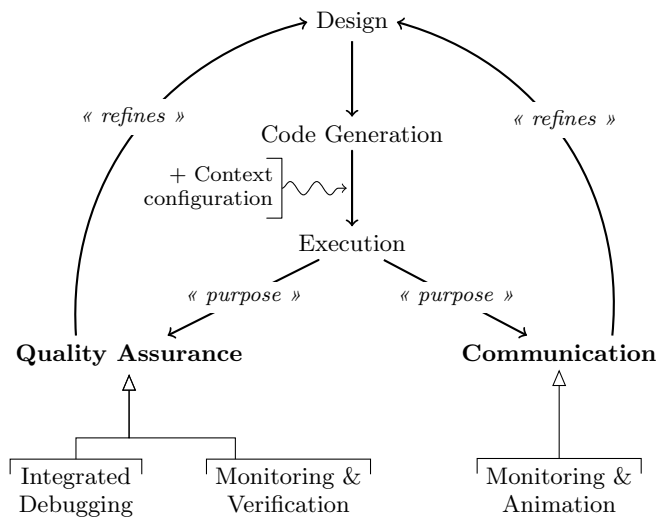 Design
« refines »
« refines »
Code Generation
+ Context
configuration
Execution
« purpose »
« purpose »
Quality Assurance
Communication
Integrated
Debugging
Monitoring &
Verification
Monitoring &
Animation